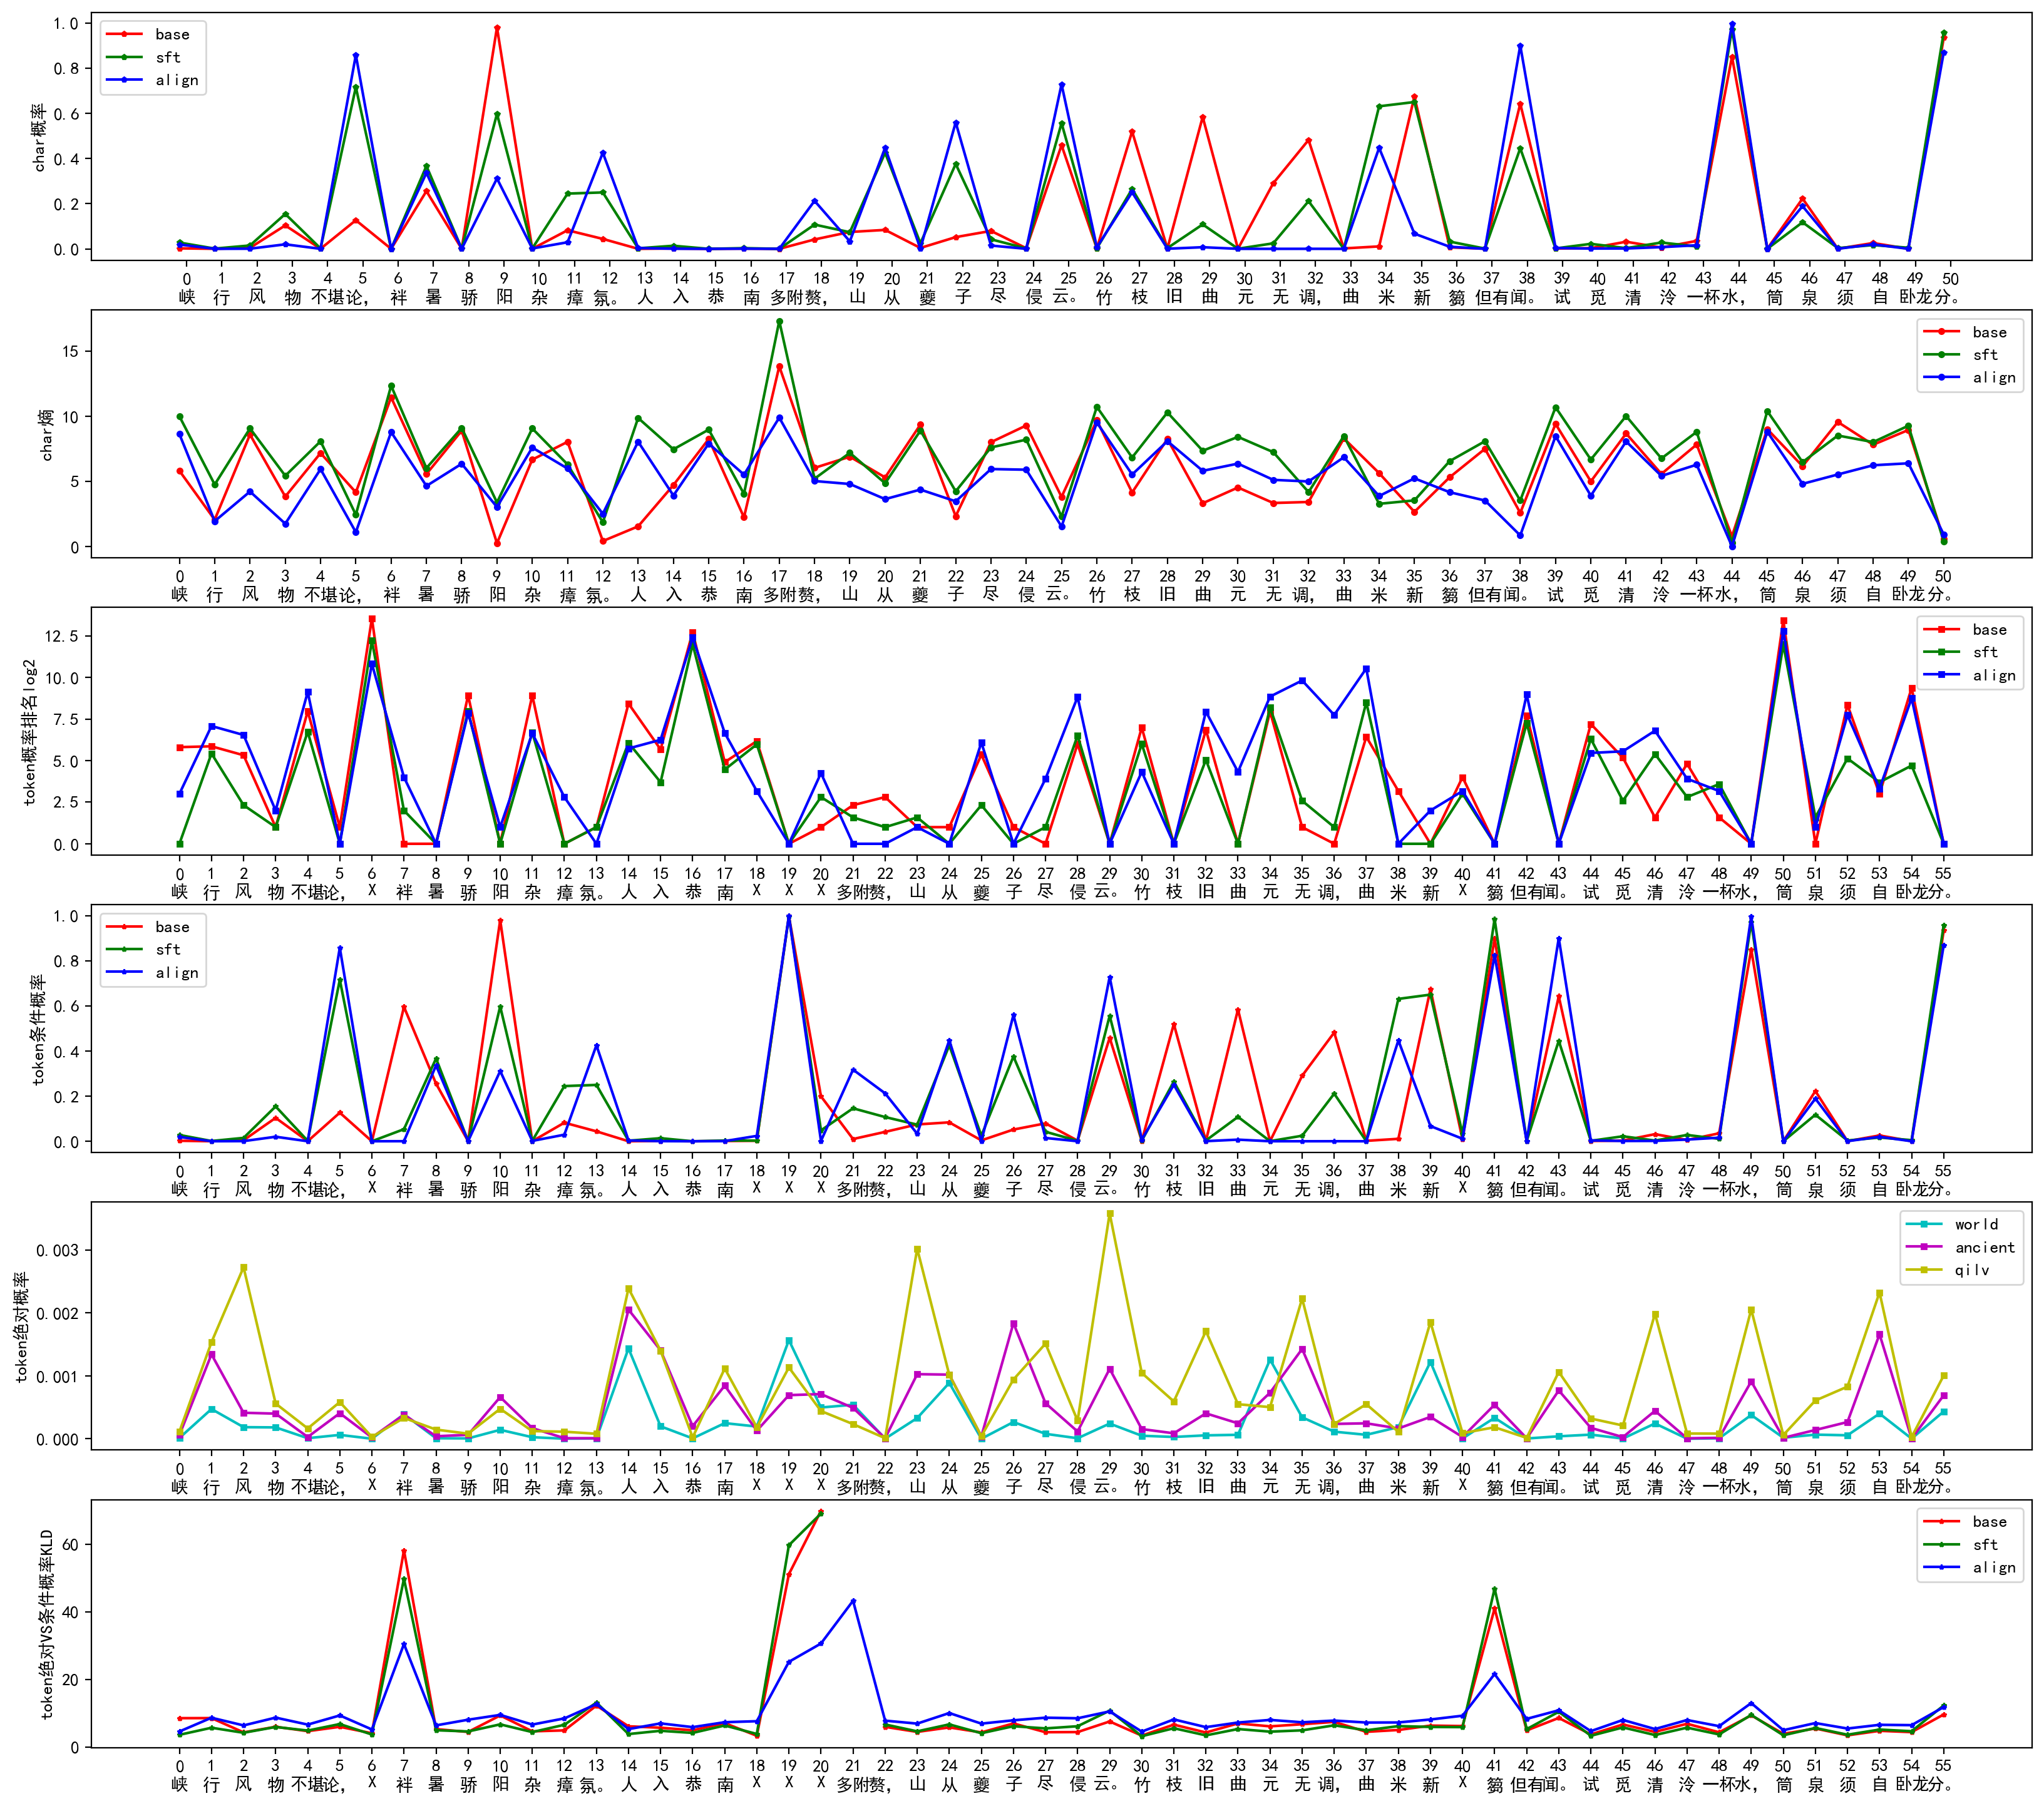 1.0
0.8
0.6
0.4
0.2
0.0
char概率
base
sft
align
0 1 2 3 4 5 6 7 8 9 10 11 12 13 14 15 16 17 18 19 20 21 22 23 24 25 26 27 28 29 30 31 32 33 34 35 36 37 38 39 40 41 42 43 44 45 46 47 48 49 50
峡 行 风 物 不堪论， 袢 暑 骄 阳 杂 瘴 氛。 人 入 恭 南 多附赘， 山 从 夔 子 尽 侵 云。 竹 枝 旧 曲 元 无 调， 曲 米 新 篘 但有闻。 试 觅 清 泠 一杯水， 筒 泉 须 自 卧龙分。
15
10
5
0
char熵
base
sft
align
0 1 2 3 4 5 6 7 8 9 10 11 12 13 14 15 16 17 18 19 20 21 22 23 24 25 26 27 28 29 30 31 32 33 34 35 36 37 38 39 40 41 42 43 44 45 46 47 48 49 50
峡 行 风 物 不堪论， 袢 暑 骄 阳 杂 瘴 氛。 人 入 恭 南 多附赘， 山 从 夔 子 尽 侵 云。 竹 枝 旧 曲 元 无 调， 曲 米 新 篘 但有闻。 试 觅 清 泠 一杯水， 筒 泉 须 自 卧龙分。
12.5
10.0
7.5
5.0
2.5
0.0
token概率排名log2
base
sft
align
0 1 2 3 4 5 6 7 8 9 10 11 12 13 14 15 16 17 18 19 20 21 22 23 24 25 26 27 28 29 30 31 32 33 34 35 36 37 38 39 40 41 42 43 44 45 46 47 48 49 50 51 52 53 54 55
峡 行 风 物 不堪论， X 袢 暑 骄 阳 杂 瘴 氛。 人 入 恭 南 X X X 多附赘， 山 从 夔 子 尽 侵 云。 竹 枝 旧 曲 元 无 调， 曲 米 新 X 篘 但有闻。 试 觅 清 泠 一杯水， 筒 泉 须 自 卧龙分。
1.0
0.8
0.6
0.4
0.2
0.0
token条件概率
base
sft
align
0 1 2 3 4 5 6 7 8 9 10 11 12 13 14 15 16 17 18 19 20 21 22 23 24 25 26 27 28 29 30 31 32 33 34 35 36 37 38 39 40 41 42 43 44 45 46 47 48 49 50 51 52 53 54 55
峡 行 风 物 不堪论， X 袢 暑 骄 阳 杂 瘴 氛。 人 入 恭 南 X X X 多附赘， 山 从 夔 子 尽 侵 云。 竹 枝 旧 曲 元 无 调， 曲 米 新 X 篘 但有闻。 试 觅 清 泠 一杯水， 筒 泉 须 自 卧龙分。
0.003
0.002
0.001
0.000
token绝对概率
world
ancient
qilv
0 1 2 3 4 5 6 7 8 9 10 11 12 13 14 15 16 17 18 19 20 21 22 23 24 25 26 27 28 29 30 31 32 33 34 35 36 37 38 39 40 41 42 43 44 45 46 47 48 49 50 51 52 53 54 55
峡 行 风 物 不堪论， X 袢 暑 骄 阳 杂 瘴 氛。 人 入 恭 南 X X X 多附赘， 山 从 夔 子 尽 侵 云。 竹 枝 旧 曲 元 无 调， 曲 米 新 X 篘 但有闻。 试 觅 清 泠 一杯水， 筒 泉 须 自 卧龙分。
60
40
20
0
token绝对VS条件概率KLD
base
sft
align
0 1 2 3 4 5 6 7 8 9 10 11 12 13 14 15 16 17 18 19 20 21 22 23 24 25 26 27 28 29 30 31 32 33 34 35 36 37 38 39 40 41 42 43 44 45 46 47 48 49 50 51 52 53 54 55
峡 行 风 物 不堪论， X 袢 暑 骄 阳 杂 瘴 氛。 人 入 恭 南 X X X 多附赘， 山 从 夔 子 尽 侵 云。 竹 枝 旧 曲 元 无 调， 曲 米 新 X 篘 但有闻。 试 觅 清 泠 一杯水， 筒 泉 须 自 卧龙分。